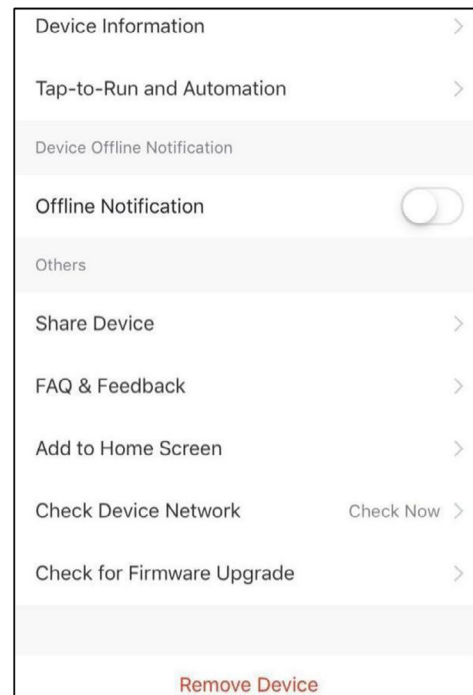 Device Information
Tap-to-Run and Automation
Device Offline Notification
Offline Notification
Others
Share Device
FAQ & Feedback
Add to Home Screen
Check Device Network Check Now
Check for Firmware Upgrade
Remove Device